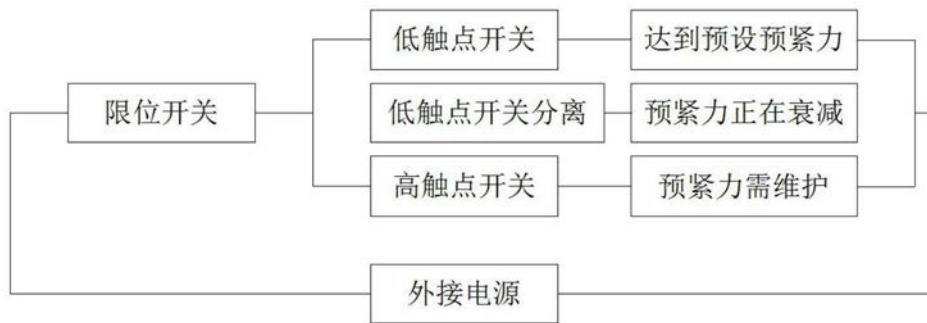 低触点开关
达到预设预紧力
限位开关
低触点开关分离
预紧力正在衰减
高触点开关
预紧力需维护
外接电源